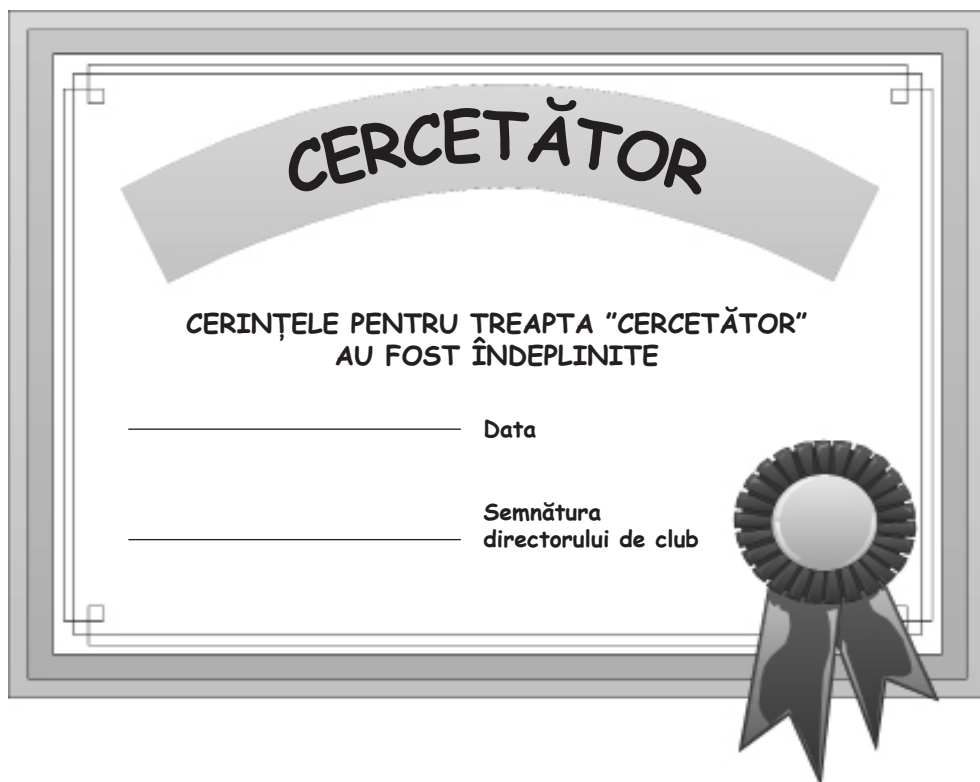 CERCETĂTOR
CERINȚELE PENTRU TREAPTA ”CERCETĂTOR”
AU FOST ÎNDEPLINITE
Data
Semnătura
directorului de club